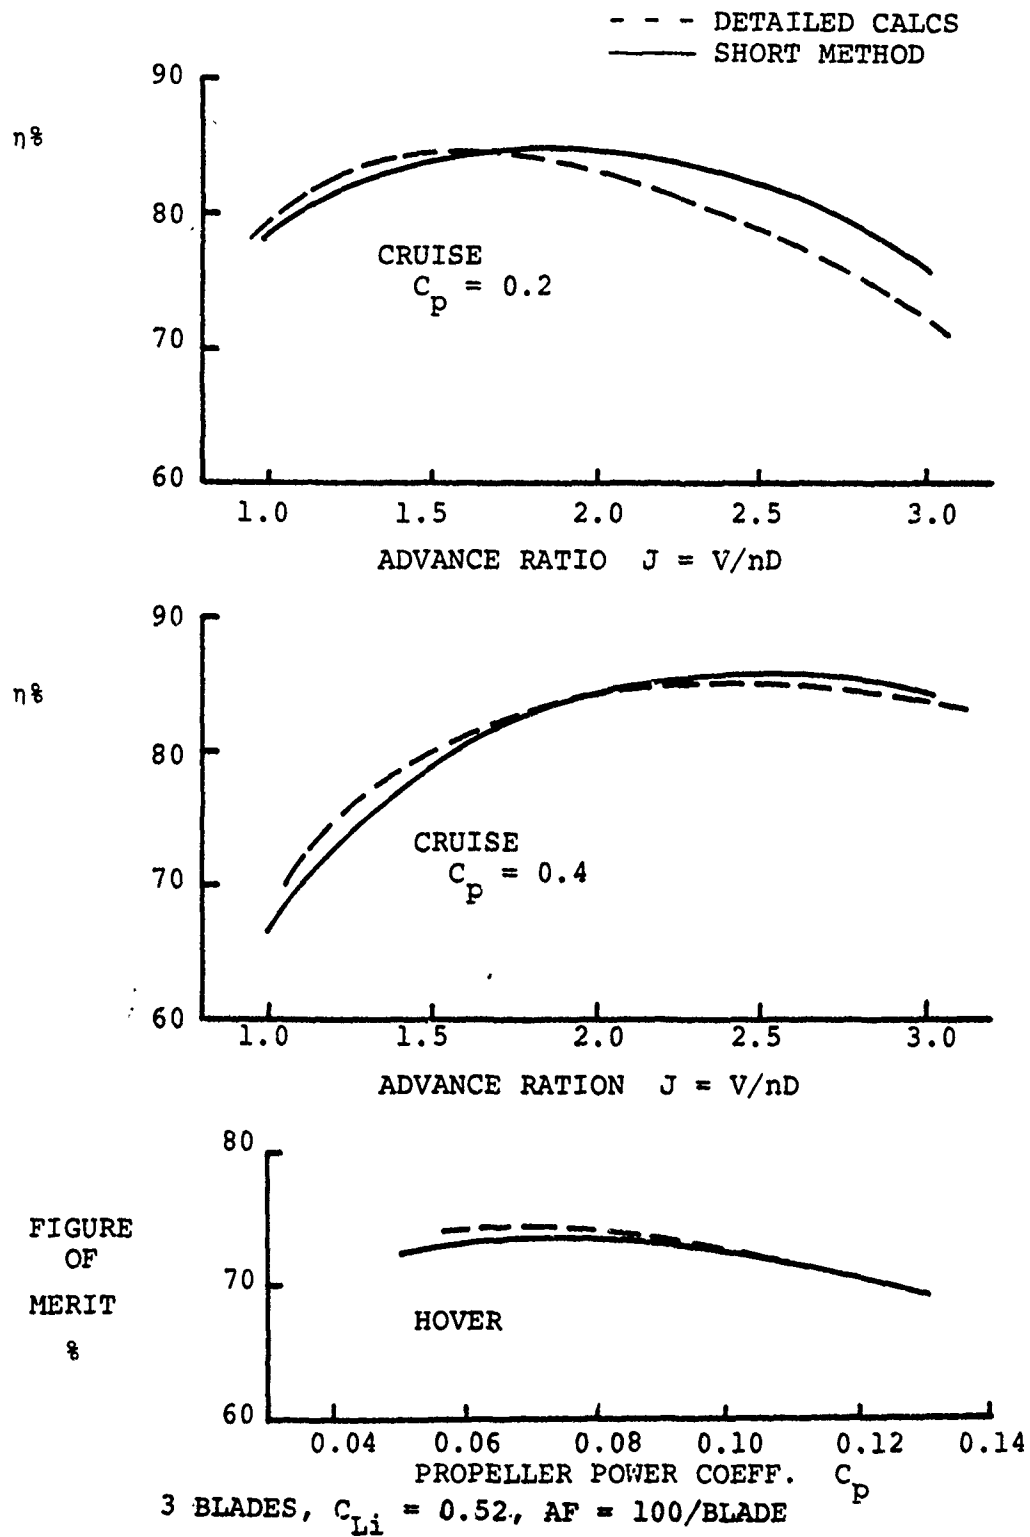 DETAILED CALCS
SHORT METHOD
90
η%
80
CRUISE
Cp = 0.2
70
60
1.0 1.5 2.0 2.5 3.0
ADVANCE RATIO J = V/nD
90
η%
80
CRUISE
Cp = 0.4
70
60
1.0 1.5 2.0 2.5 3.0
ADVANCE RATION J = V/nD
80
FIGURE
OF
MERIT
%
70
HOVER
60
0.04 0.06 0.08 0.10 0.12 0.14
PROPELLER POWER COEFF. Cp
3 BLADES, CLi = 0.52, AF = 100/BLADE